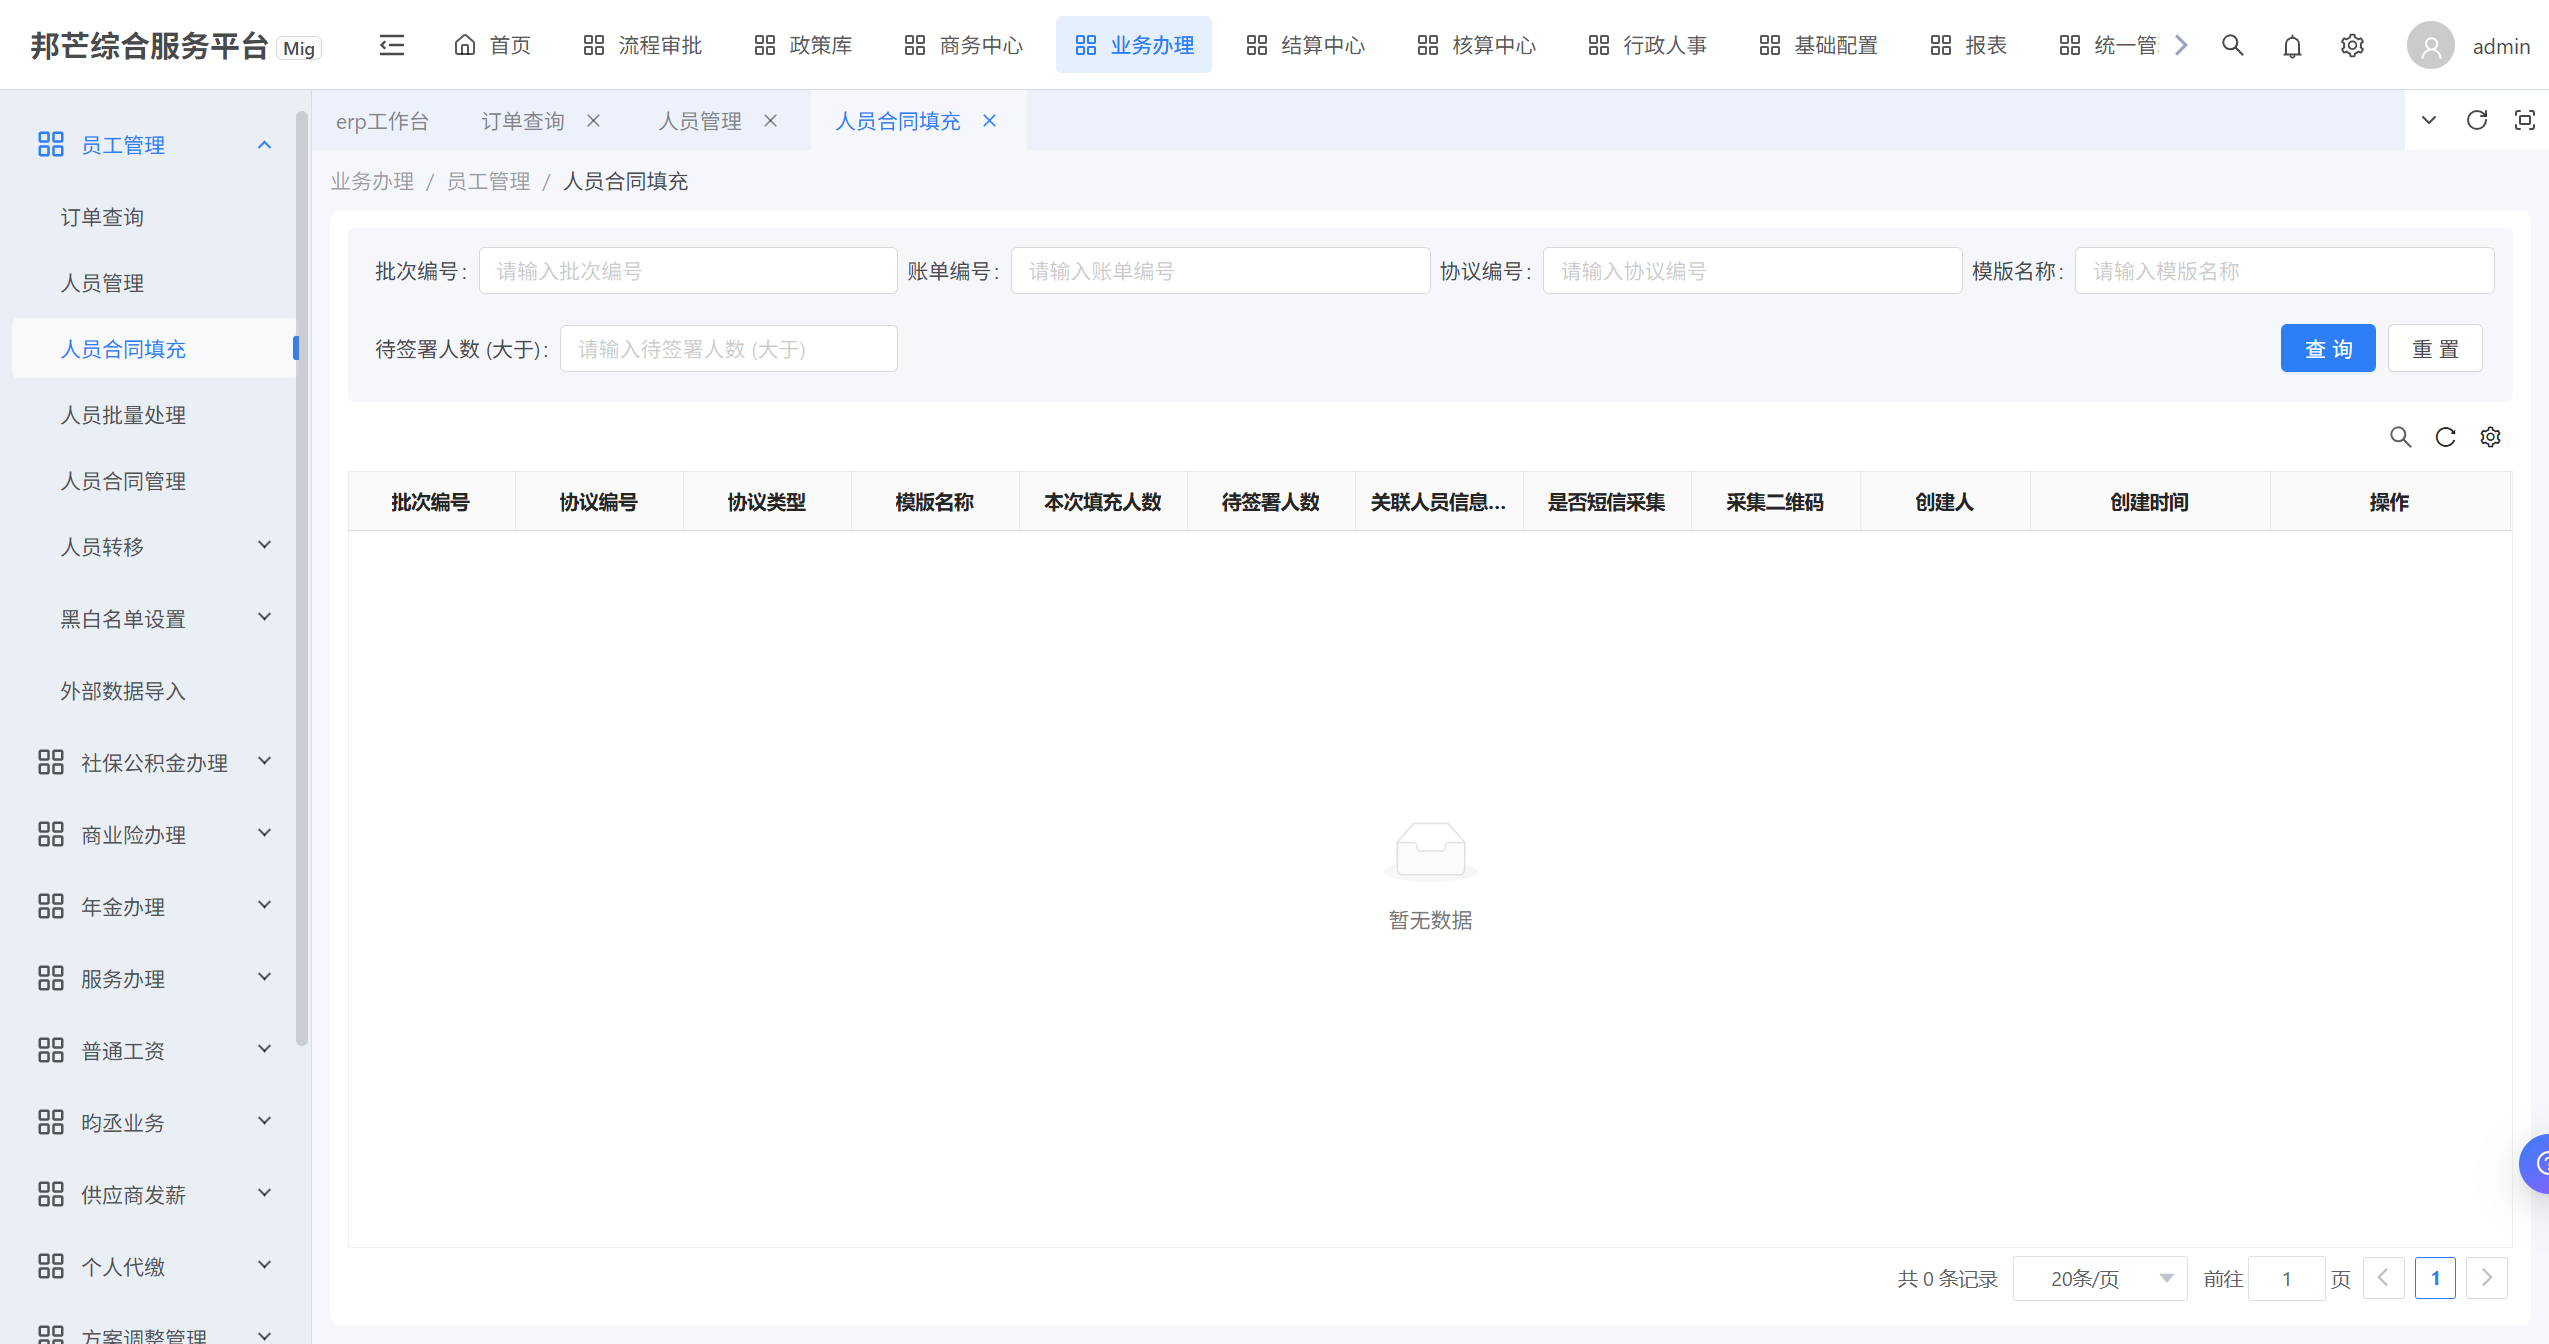 邦芒综合服务平台 Mig
首页 流程审批 政策库 商务中心 业务办理 结算中心 核算中心 行政人事 基础配置 报表 统一管 admin
员工管理
订单查询
人员管理
人员合同填充
人员批量处理
人员合同管理
人员转移
黑白名单设置
外部数据导入
社保公积金办理
商业险办理
年金办理
服务办理
普通工资
昀丞业务
供应商发薪
个人代缴
方案调整管理
erp工作台 订单查询 人员管理 人员合同填充
业务办理 / 员工管理 / 人员合同填充
批次编号: 请输入批次编号 账单编号: 请输入账单编号 协议编号: 请输入协议编号 模版名称: 请输入模版名称
待签署人数 (大于): 请输入待签署人数 (大于) 查 询 重 置
批次编号 协议编号 协议类型 模版名称 本次填充人数 待签署人数 关联人员信息... 是否短信采集 采集二维码 创建人 创建时间 操作
暂无数据
共 0 条记录 20条/页 前往 1 页 1